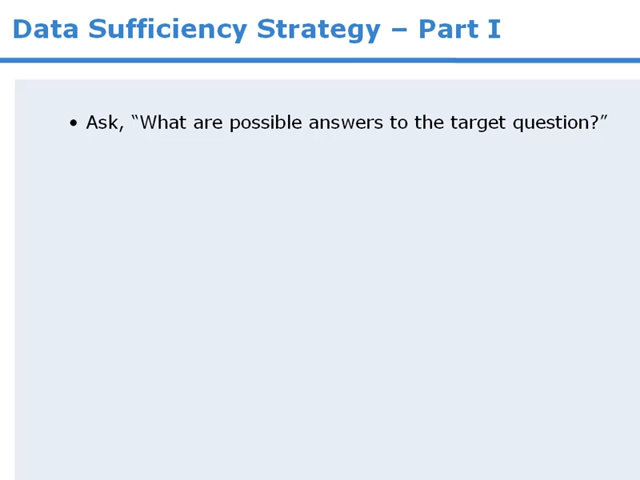 Data Sufficiency Strategy – Part I
• Ask, “What are possible answers to the target question?”